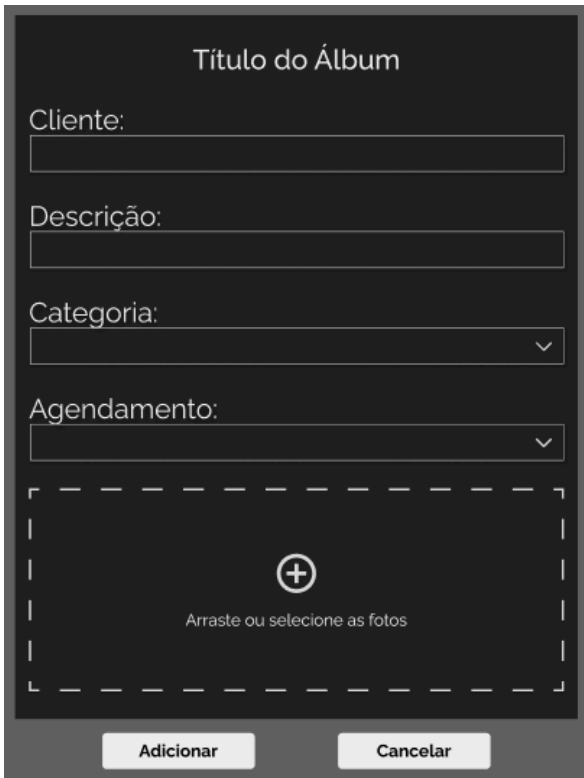 Título do Álbum
Cliente:
Descrição:
Categoria:
Agendamento:
Arraste ou selecione as fotos
Adicionar
Cancelar